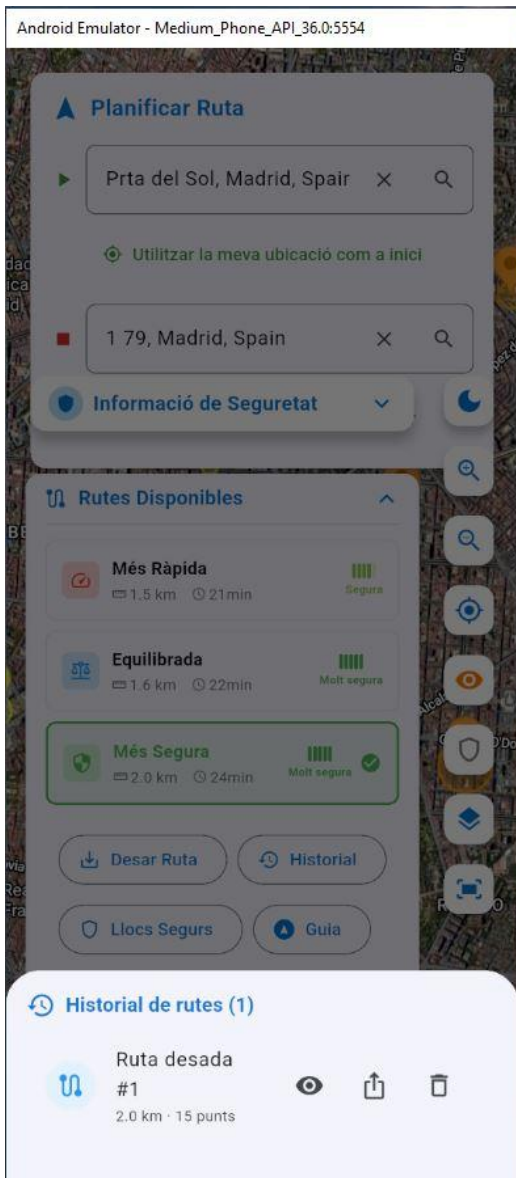 Android Emulator - Medium_Phone_API_36.0:5554
Planificar Ruta
Prta del Sol, Madrid, Spair
Utilitzar la meva ubicació com a inici
1 79, Madrid, Spain
Informació de Seguretat
Rutes Disponibles
Més Ràpida
1.5 km 21min
Segura
Equilibrada
1.6 km 22min
Molt segura
Més Segura
2.0 km 24min
Molt segura
Desar Ruta
Historial
Llocs Segurs
Guia
Historial de rutes (1)
Ruta desada
#1
2.0 km · 15 punts